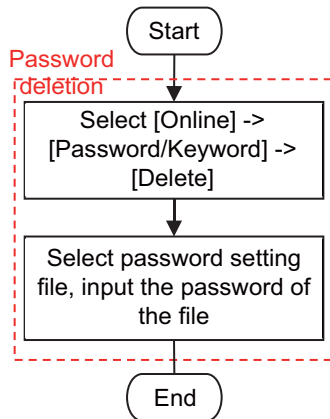 Start
Password
deletion
Select [Online] ->
[Password/Keyword] ->
[Delete]
Select password setting
file, input the password of
the file
End